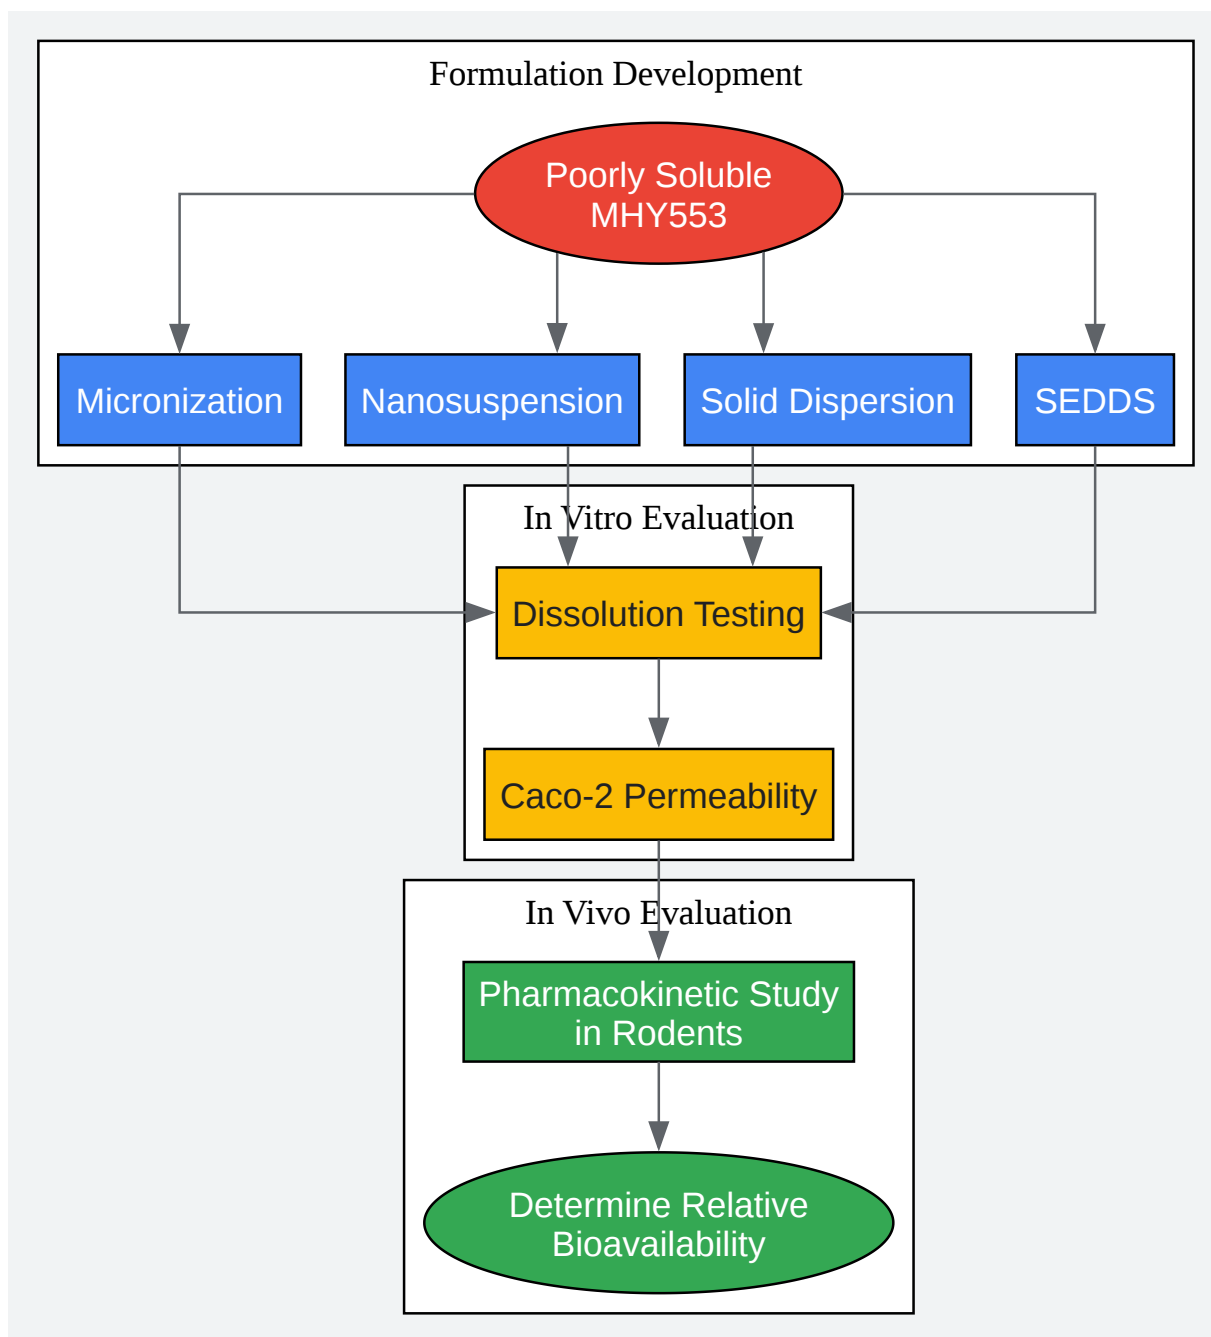 Formulation Development
Poorly Soluble
MHY553
Micronization
Nanosuspension
Solid Dispersion
SEDDS
In Vitro Evaluation
Dissolution Testing
Caco-2 Permeability
In Vivo Evaluation
Pharmacokinetic Study
in Rodents
Determine Relative
Bioavailability